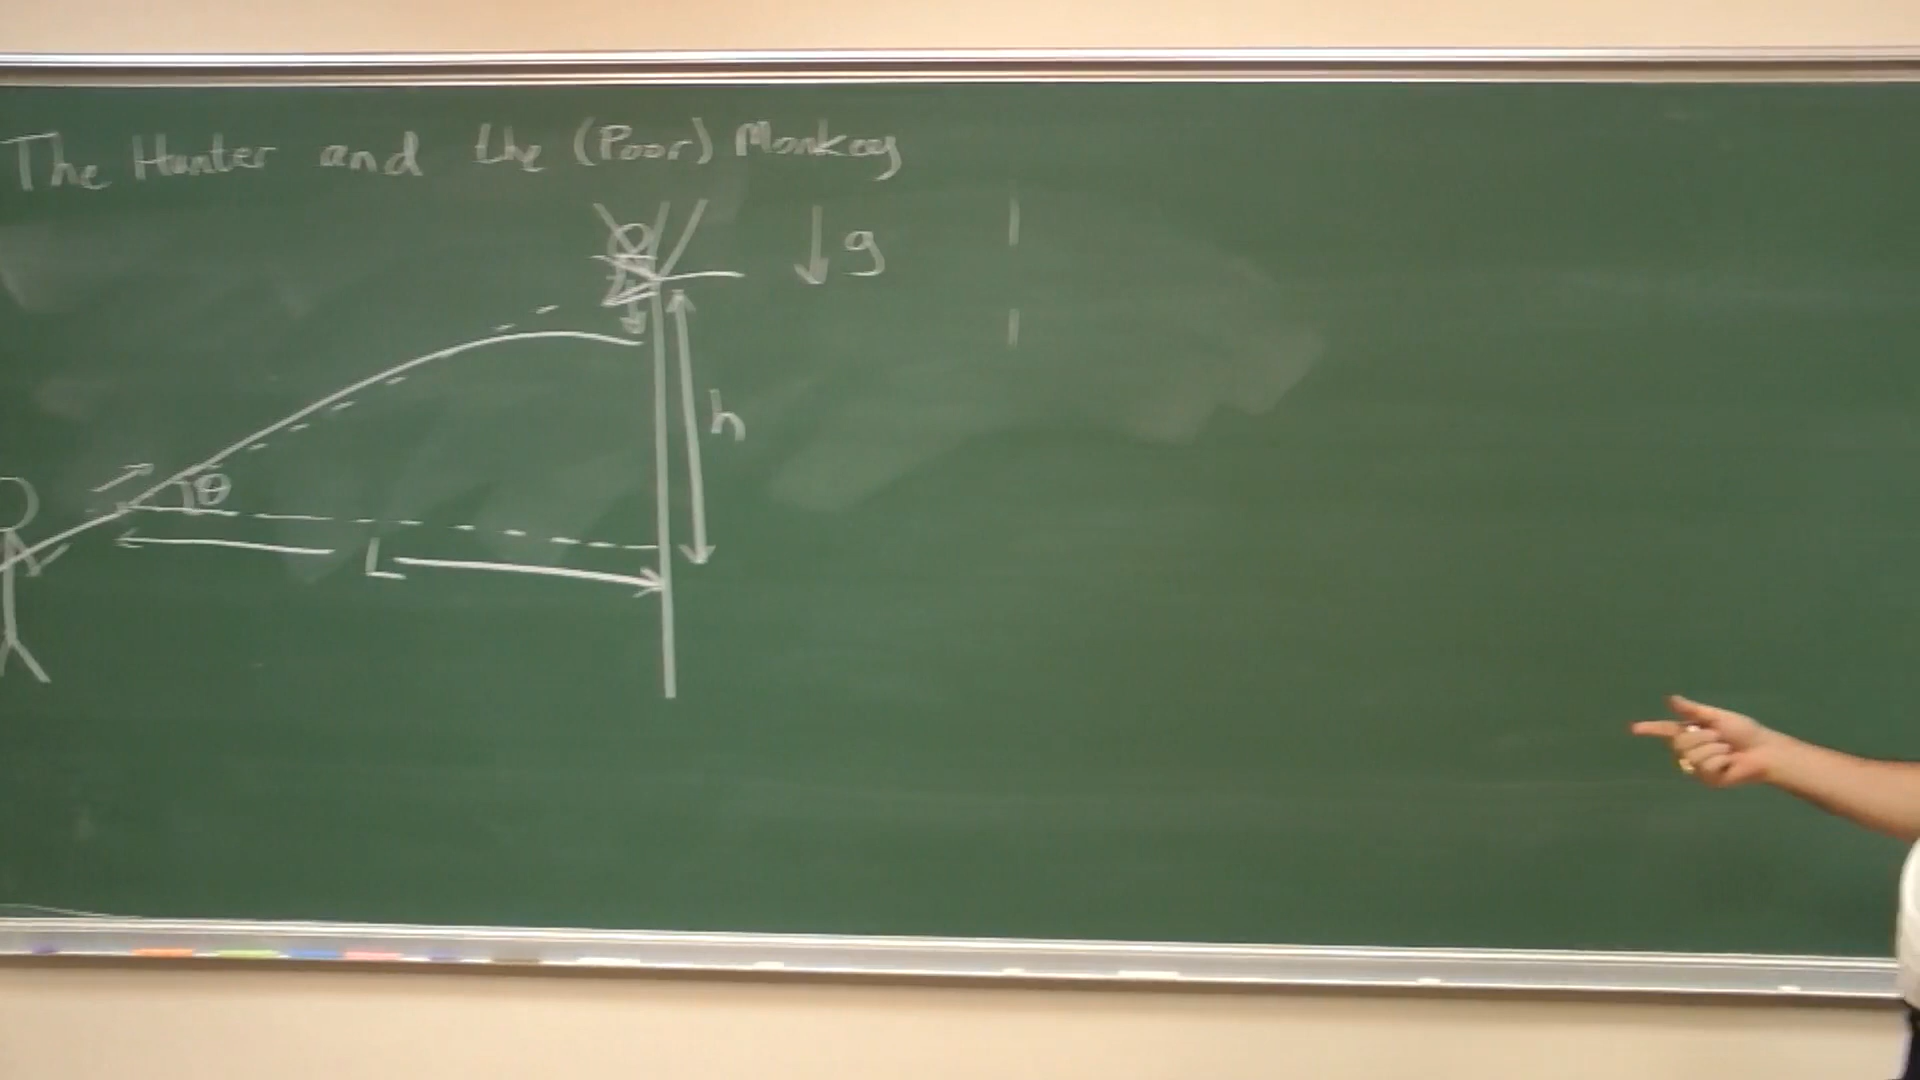 The Hunter and the (Poor) Monkey
g
h
θ
L